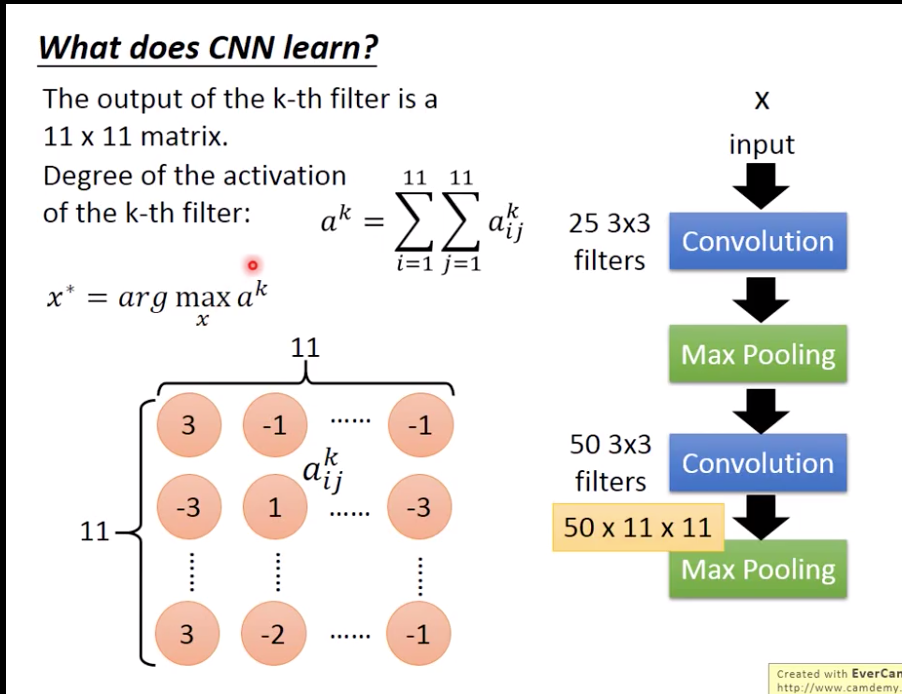 What does CNN learn?
The output of the k-th filter is a
11 x 11 matrix.
Degree of the activation
of the k-th filter:
a^k = \sum_{i=1}^{11} \sum_{j=1}^{11} a_{ij}^k
x^* = arg max_x a^k
11
11
3 -1 ...... -1
a_{ij}^k
-3 1 ...... -3
3 -2 ...... -1
x
input
25 3x3
filters
Convolution
Max Pooling
50 3x3
filters
Convolution
50 x 11 x 11
Max Pooling
Created with EverCam
http://www.camdemy.